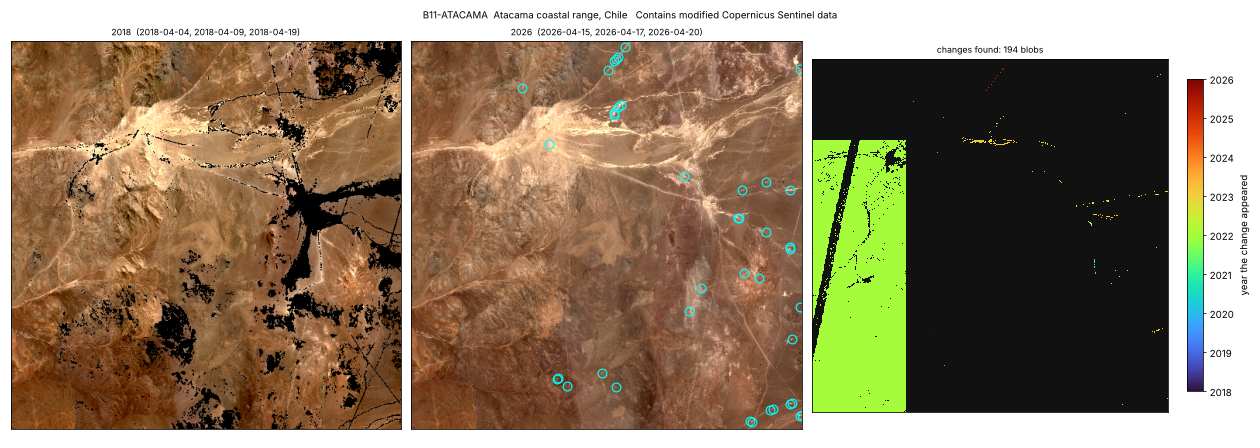 B11-ATACAMA  Atacama coastal range, Chile   Contains modified Copernicus Sentinel data
2018  (2018-04-04, 2018-04-09, 2018-04-19)
2026  (2026-04-15, 2026-04-17, 2026-04-20)
changes found: 194 blobs
2026
2025
2024
2023
2022
2021
2020
2019
2018
year the change appeared